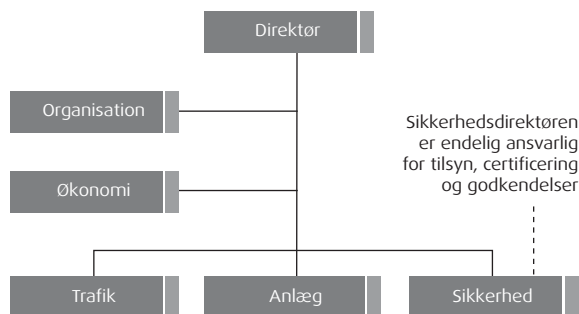 Direktør
Organisation
Sikkerhedsdirektøren
er endelig ansvarlig
for tilsyn, certificering
og godkendelser
Økonomi
Trafik
Anlæg
Sikkerhed